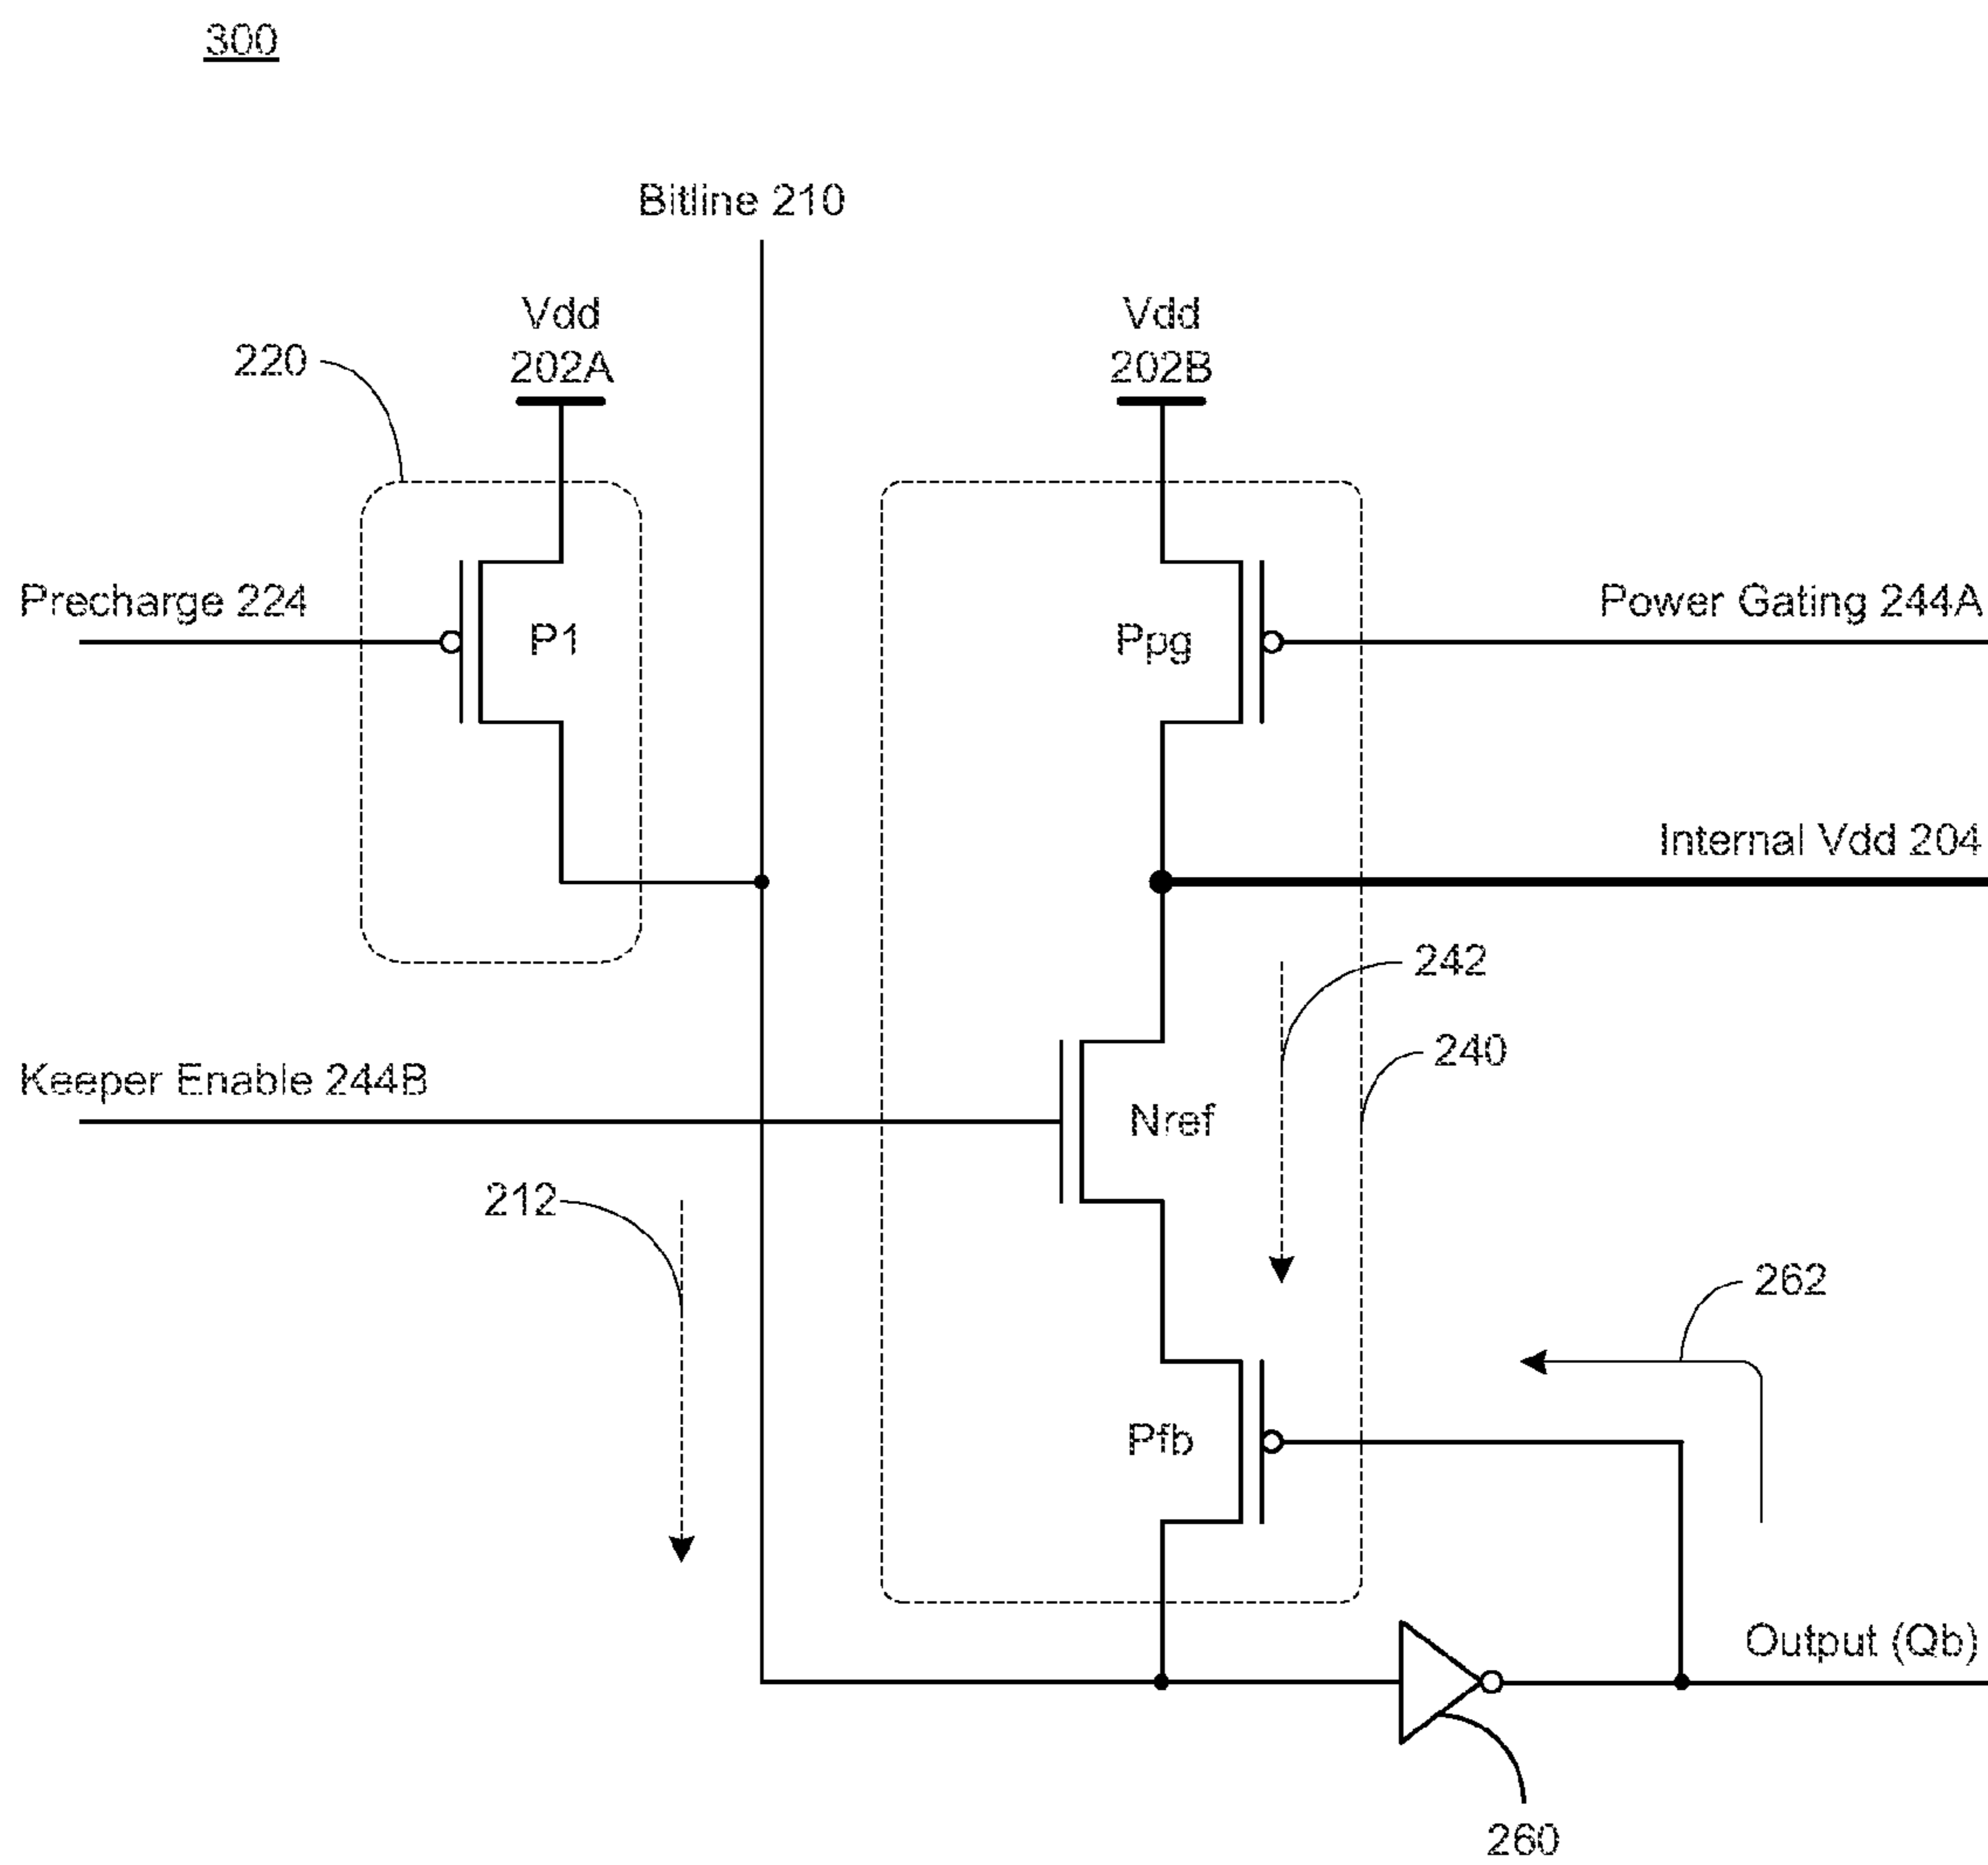 300
Bitline 210
Vdd
202A
Vdd
202B
220
Precharge 224
P1
Ppg
Power Gating 244A
Internal Vdd 204
242
240
Keeper Enable 244B
Nref
212
262
Pfb
Output (Qb)
260